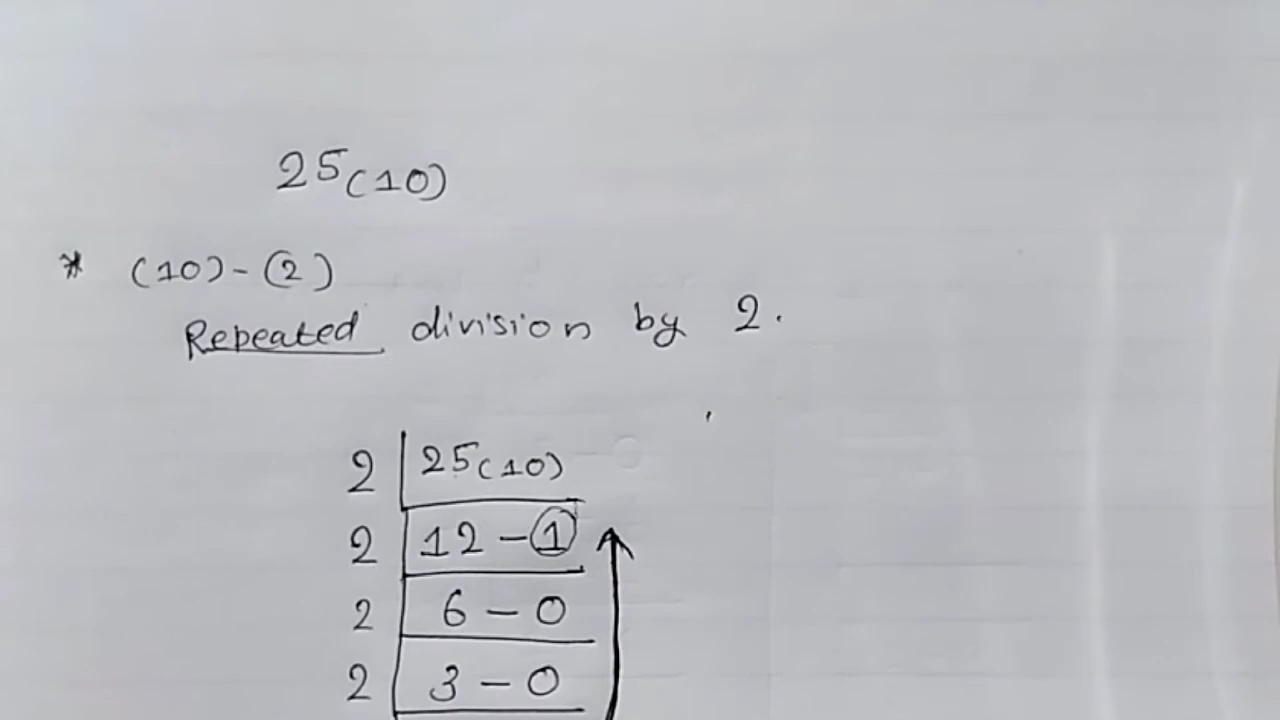 25(10)
* (10) - (2)
Repeated division by 2.
2 25(10)
2 12 - 1
2 6 - 0
2 3 - 0